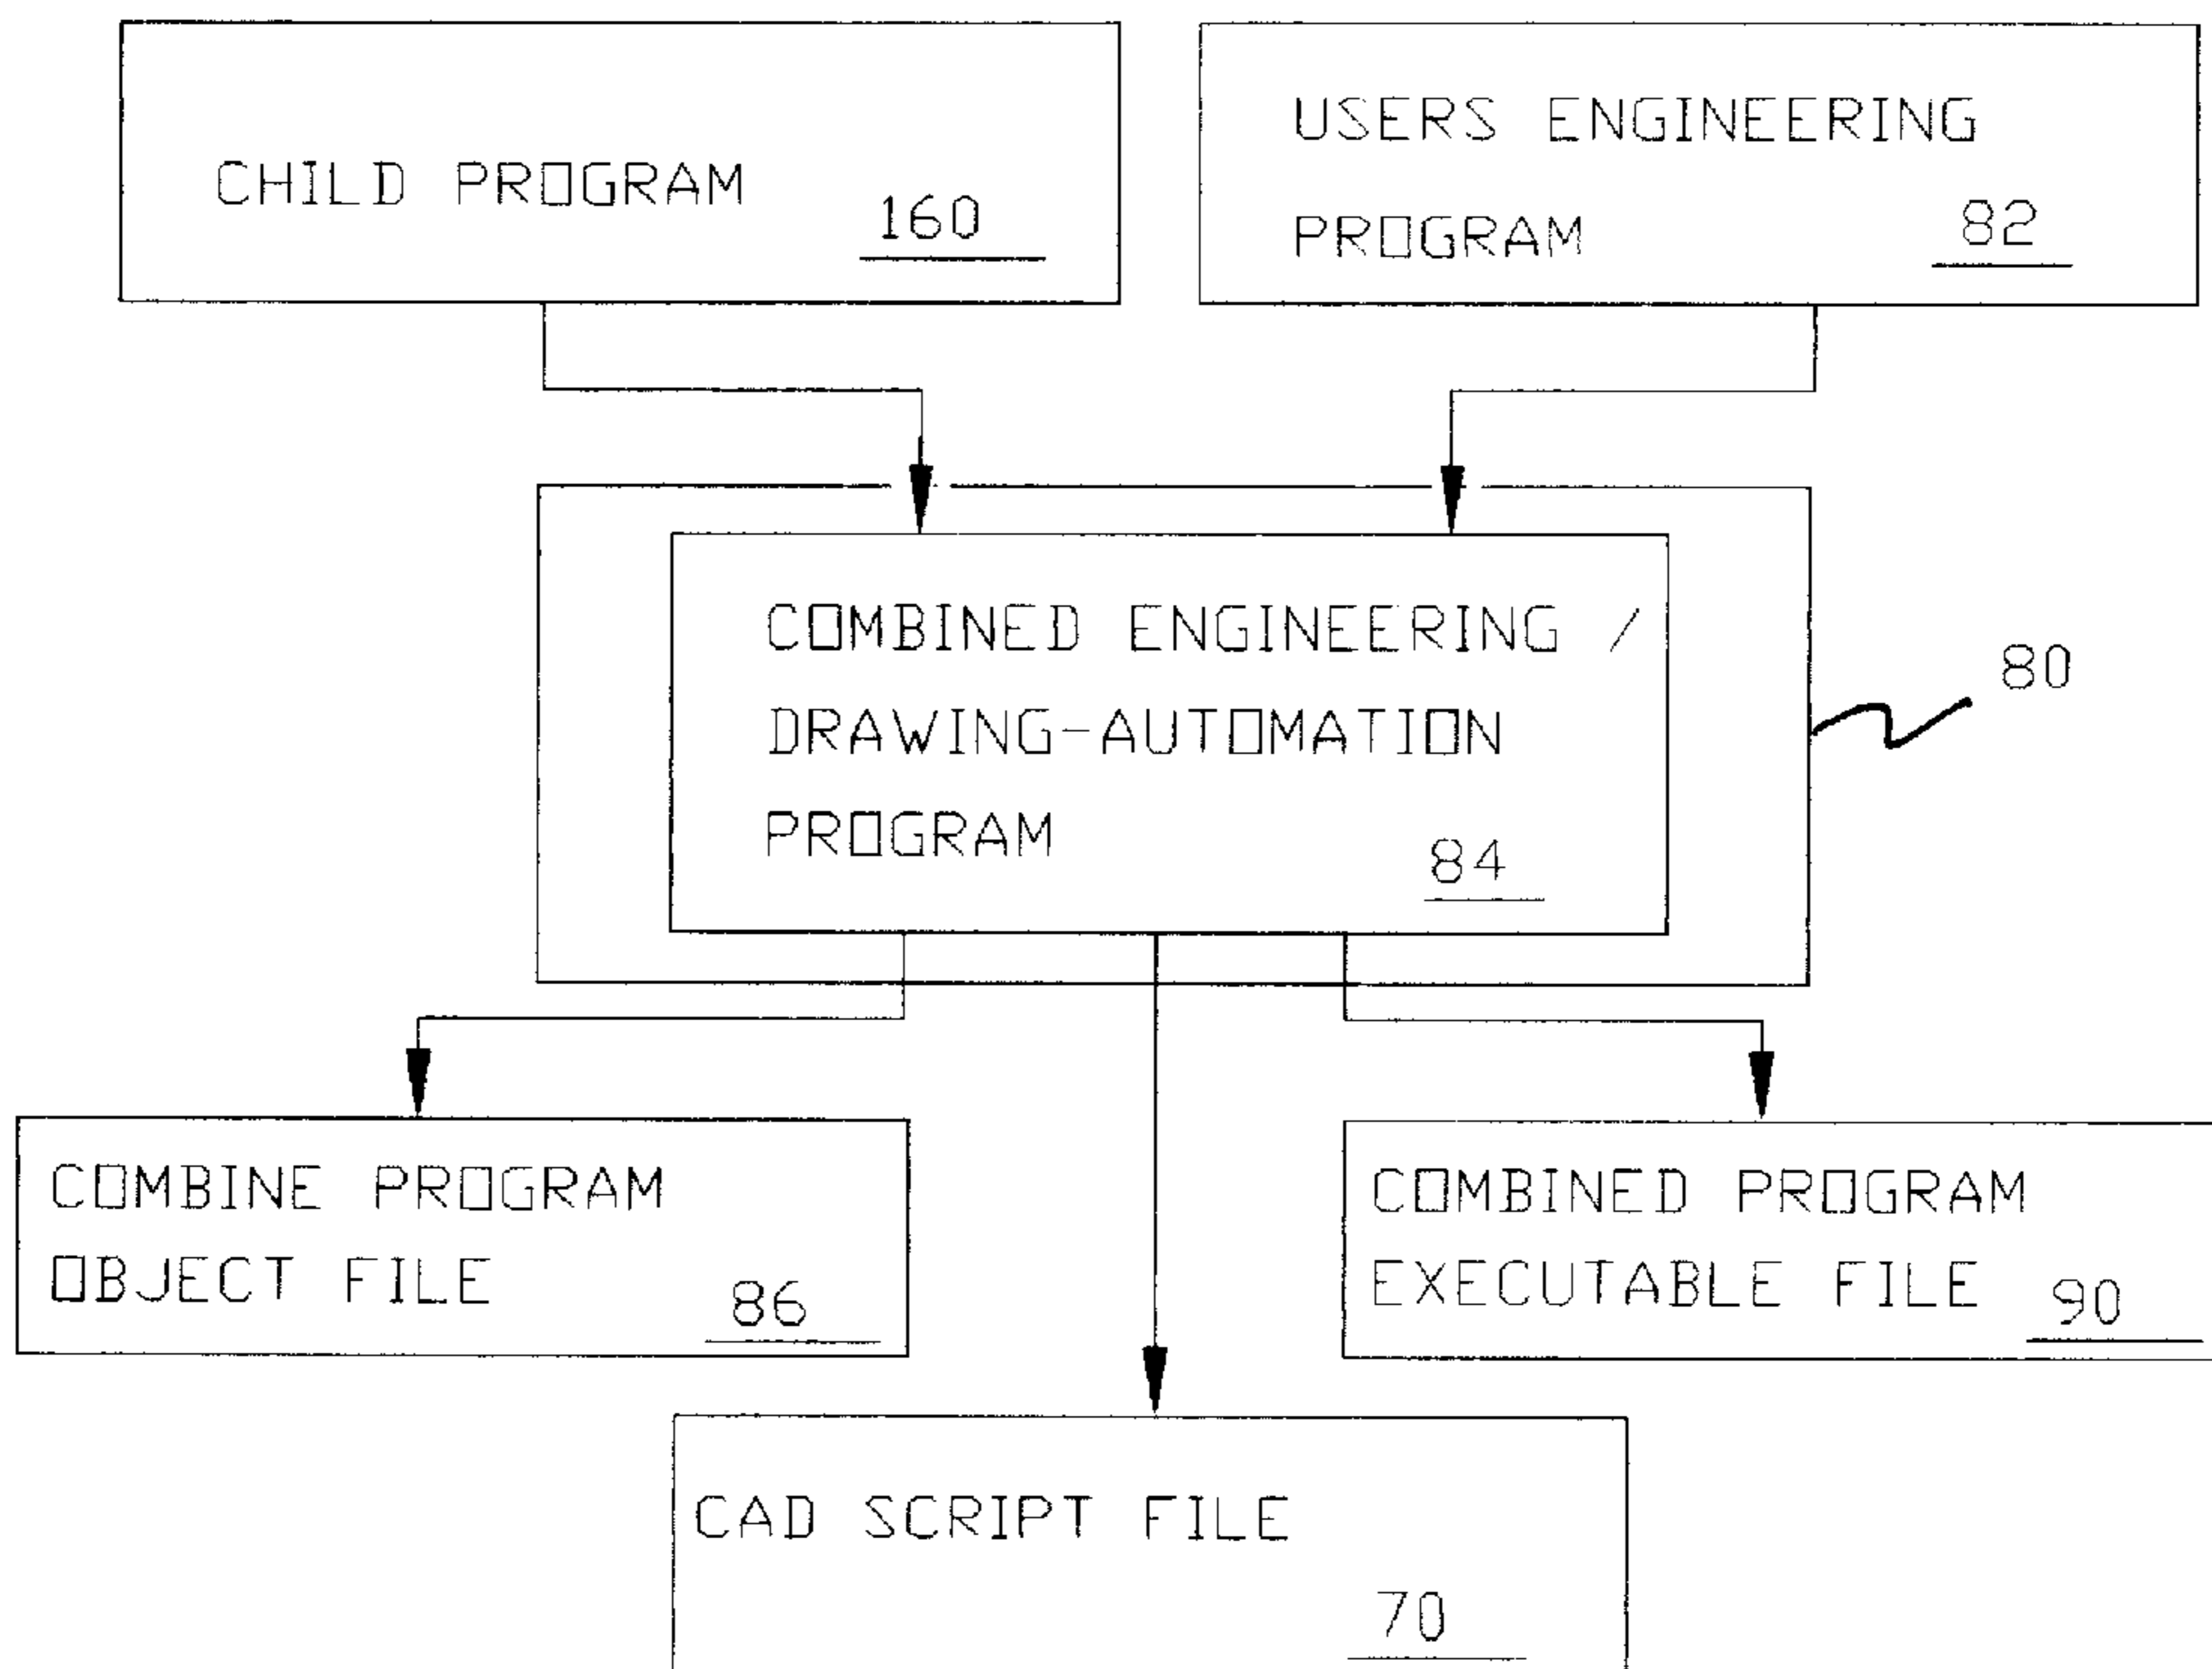 CHILD PROGRAM
160
USERS ENGINEERING
PROGRAM
82
COMBINED ENGINEERING /
DRAWING-AUTOMATION
PROGRAM
84
80
COMBINE PROGRAM
OBJECT FILE
86
COMBINED PROGRAM
EXECUTABLE FILE
90
CAD SCRIPT FILE
70